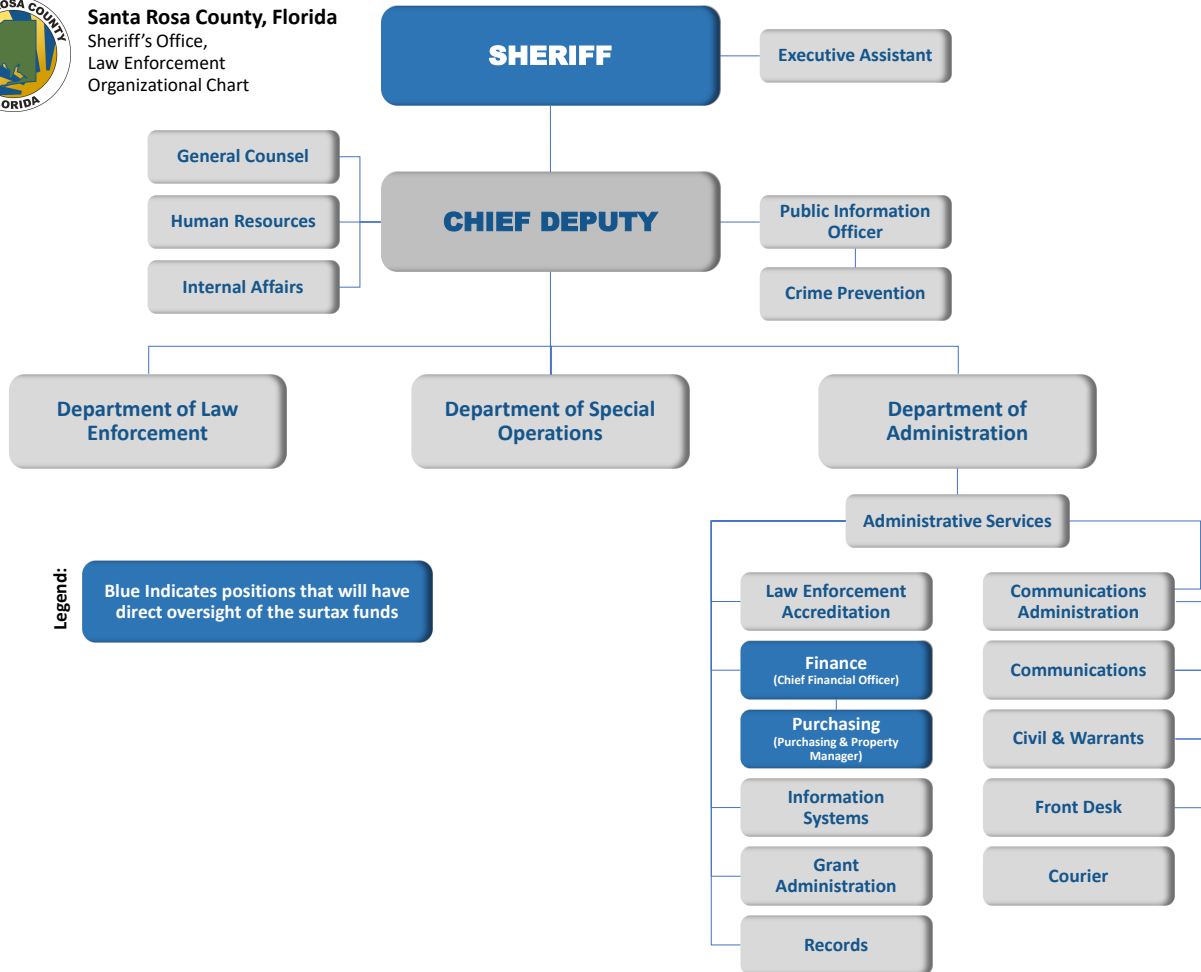 ROSA COUNTY
ORIDA
Santa Rosa County, Florida
Sheriff's Office,
Law Enforcement
Organizational Chart
SHERIFF
Executive Assistant
General Counsel
Human Resources
Internal Affairs
CHIEF DEPUTY
Public Information
Officer
Crime Prevention
Department of Law
Enforcement
Department of Special
Operations
Department of
Administration
Administrative Services
Legend:
Blue Indicates positions that will have
direct oversight of the surtax funds
Law Enforcement
Accreditation
Finance
(Chief Financial Officer)
Purchasing
(Purchasing & Property
Manager)
Information
Systems
Grant
Administration
Records
Communications
Administration
Communications
Civil & Warrants
Front Desk
Courier